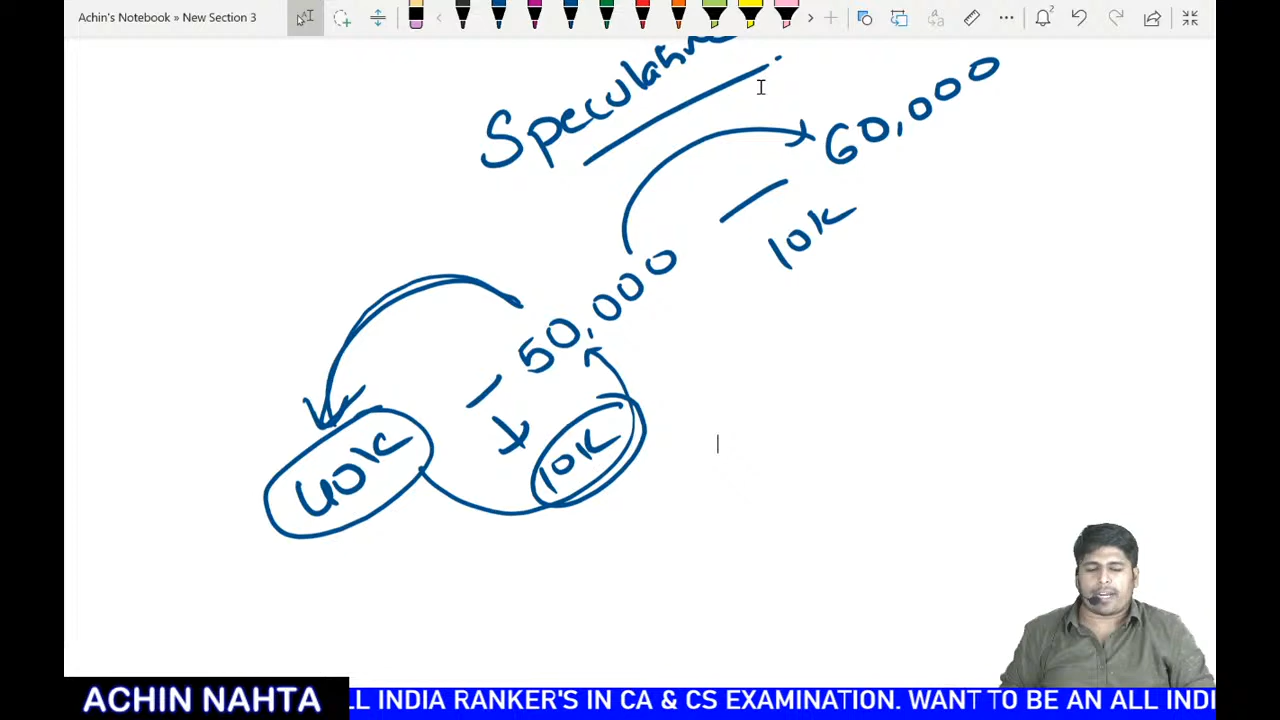 Achin's Notebook » New Section 3
60,000
10K
50,000
40K
10K
ACHIN NAHTA
LL INDIA RANKER'S IN CA & CS EXAMINATION. WANT TO BE AN ALL INDI